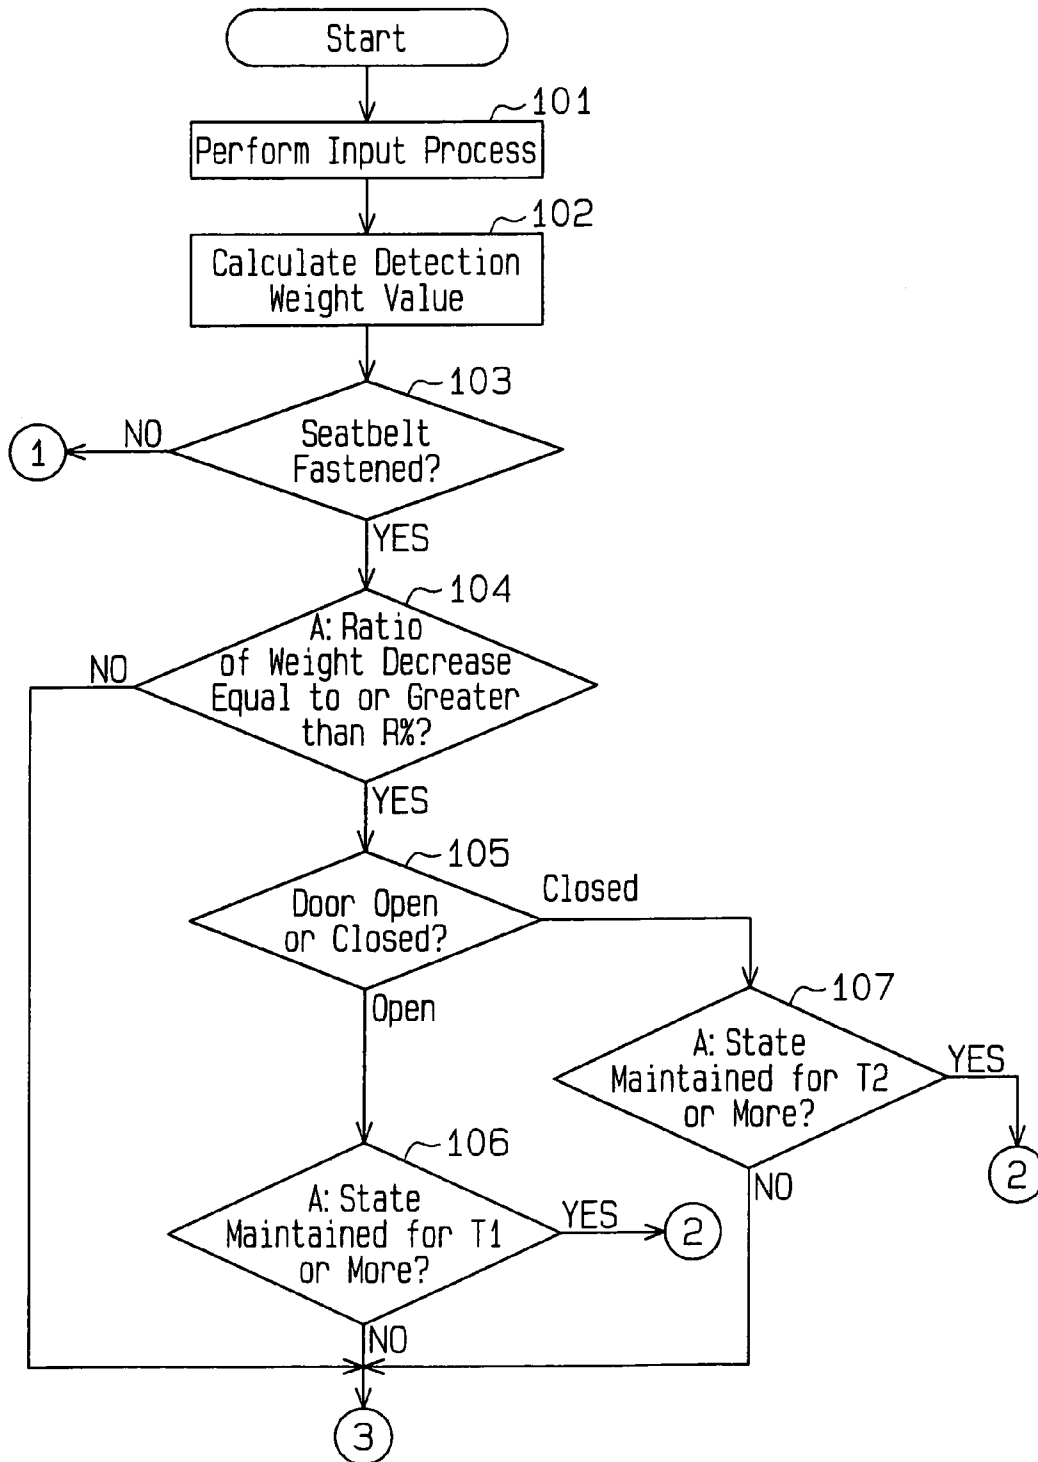 Start
101
Perform Input Process
102
Calculate Detection
Weight Value
103
NO
Seatbelt
Fastened?
1
YES
104
A: Ratio
of Weight Decrease
Equal to or Greater
than R%?
NO
YES
105
Closed
Door Open
or Closed?
Open
107
A: State
Maintained for T2
or More?
YES
2
NO
106
A: State
Maintained for T1
or More?
YES
2
NO
3